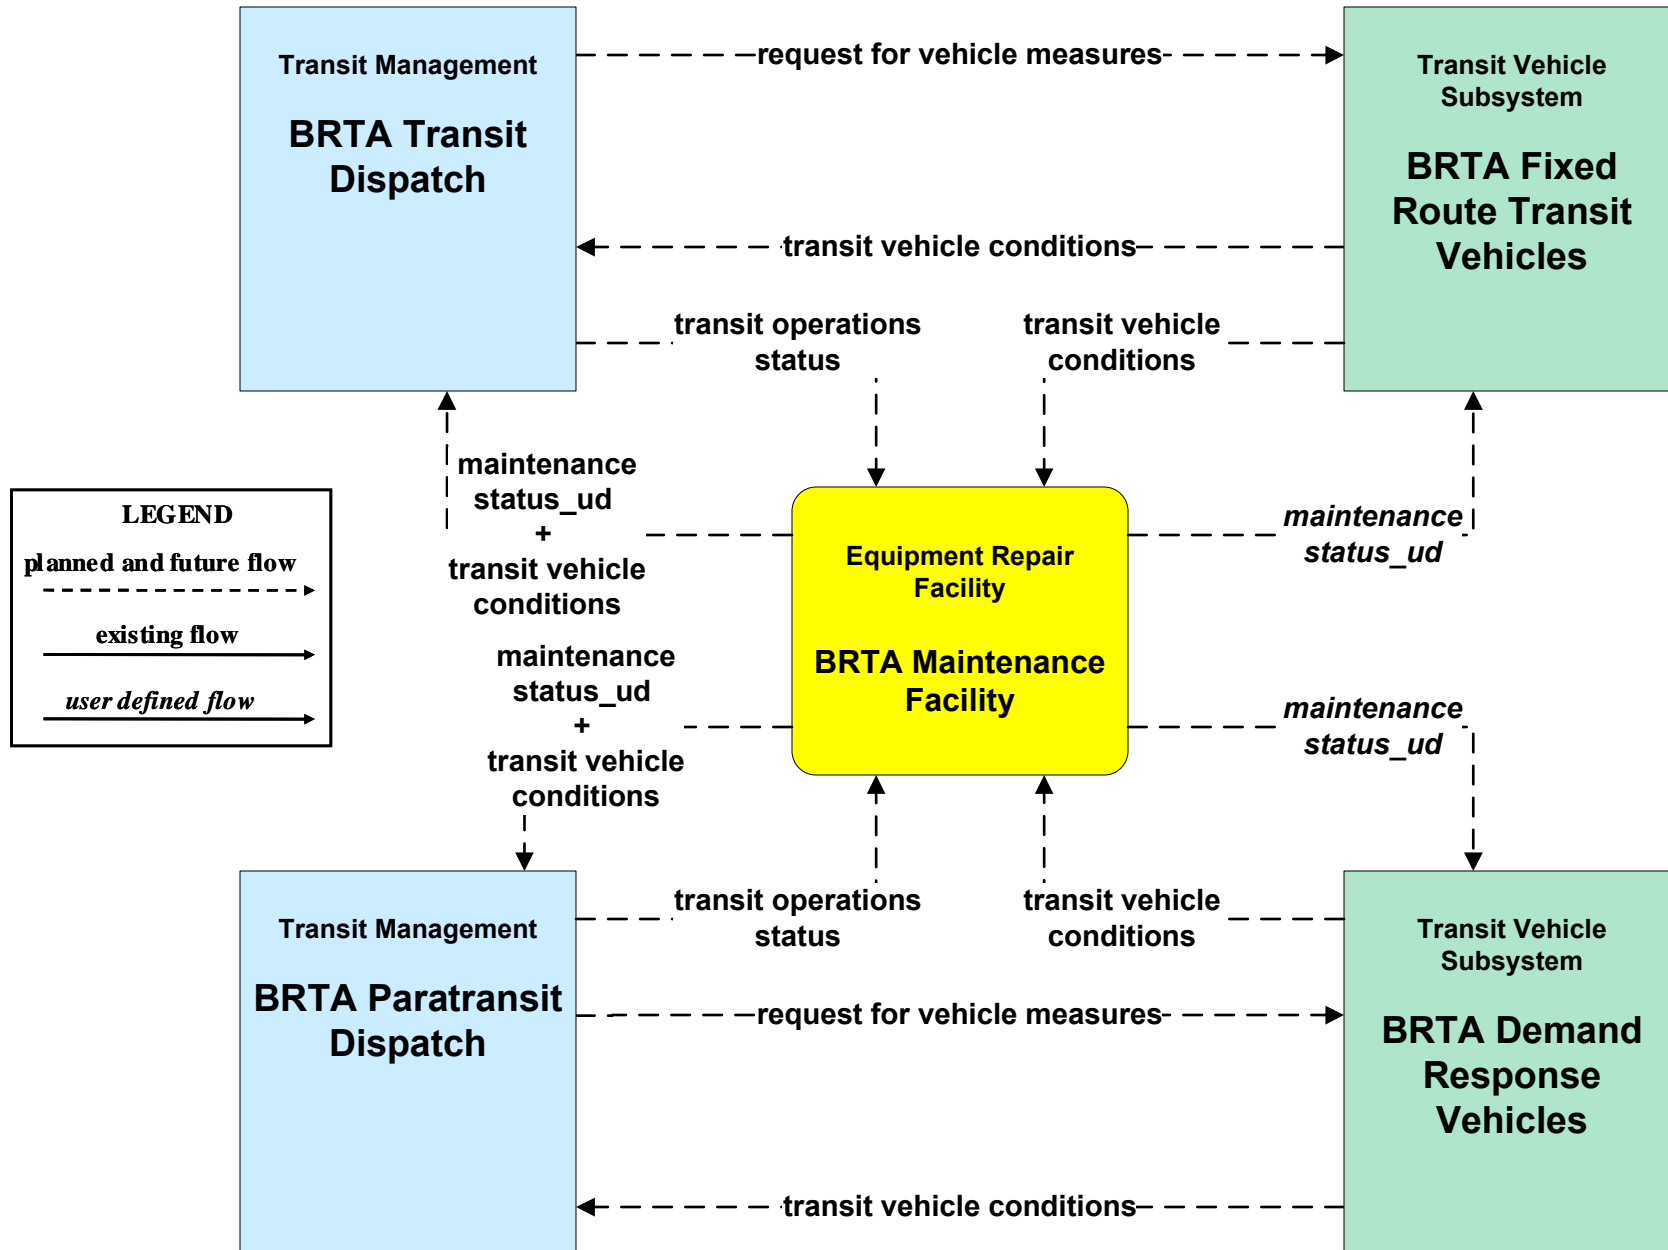 Transit Management
BRTA Transit
Dispatch
request for vehicle measures
Transit Vehicle
Subsystem
BRTA Fixed
Route Transit
Vehicles
transit vehicle conditions
transit operations
status
transit vehicle
conditions
maintenance
status_ud
+
transit vehicle
conditions
LEGEND
planned and future flow
existing flow
user defined flow
maintenance
status_ud
+
transit vehicle
conditions
Equipment Repair
Facility
BRTA Maintenance
Facility
maintenance
status_ud
maintenance
status_ud
Transit Management
BRTA Paratransit
Dispatch
transit operations
status
transit vehicle
conditions
request for vehicle measures
transit vehicle conditions
Transit Vehicle
Subsystem
BRTA Demand
Response
Vehicles